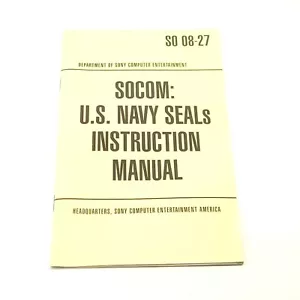 SO 08-27
DEPARTMENT OF SONY COMPUTER ENTERTAINMENT
SOCOM:
U.S. NAVY SEALs
INSTRUCTION
MANUAL
HEADQUARTERS, SONY COMPUTER ENTERTAINMENT AMERICA